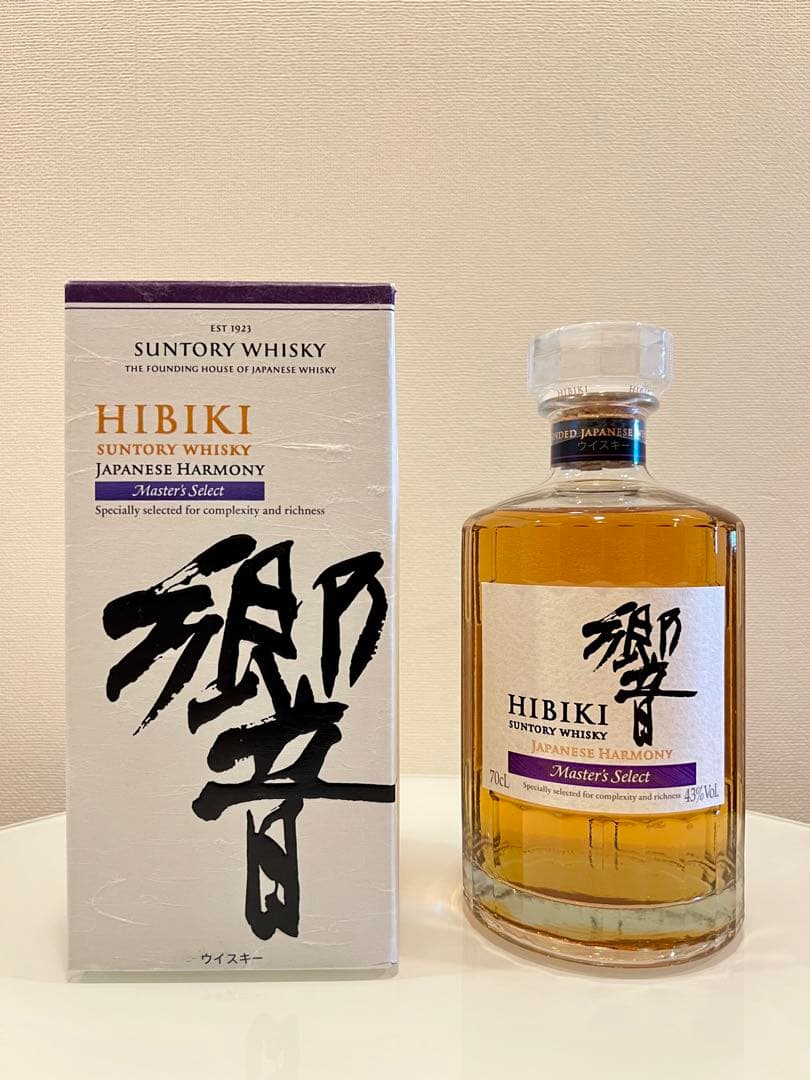 EST 1923
SUNTORY WHISKY
THE FOUNDING HOUSE OF JAPANESE WHISKY
HIBIKI
SUNTORY WHISKY
JAPANESE HARMONY
Master's Select
Specially selected for complexity and richness
響
ウイスキー
HIBIKI
JAPANESE
ウイスキー
響
HIBIKI
SUNTORY WHISKY
JAPANESE HARMONY
Master's Select
70cL
Specially selected for complexity and richness
43%Vol.